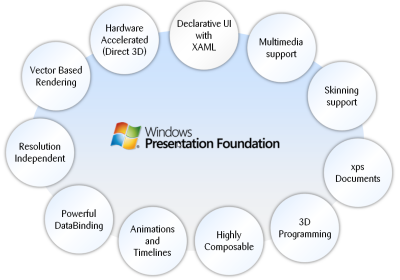 Declarative UI
with
XAML
Multimedia
support
Skinning
support
xps
Documents
3D
Programming
Highly
Composable
Animations
and
Timelines
Powerful
DataBinding
Resolution
Independent
Vector Based
Rendering
Hardware
Accelerated
(Direct 3D)
Windows
Presentation Foundation